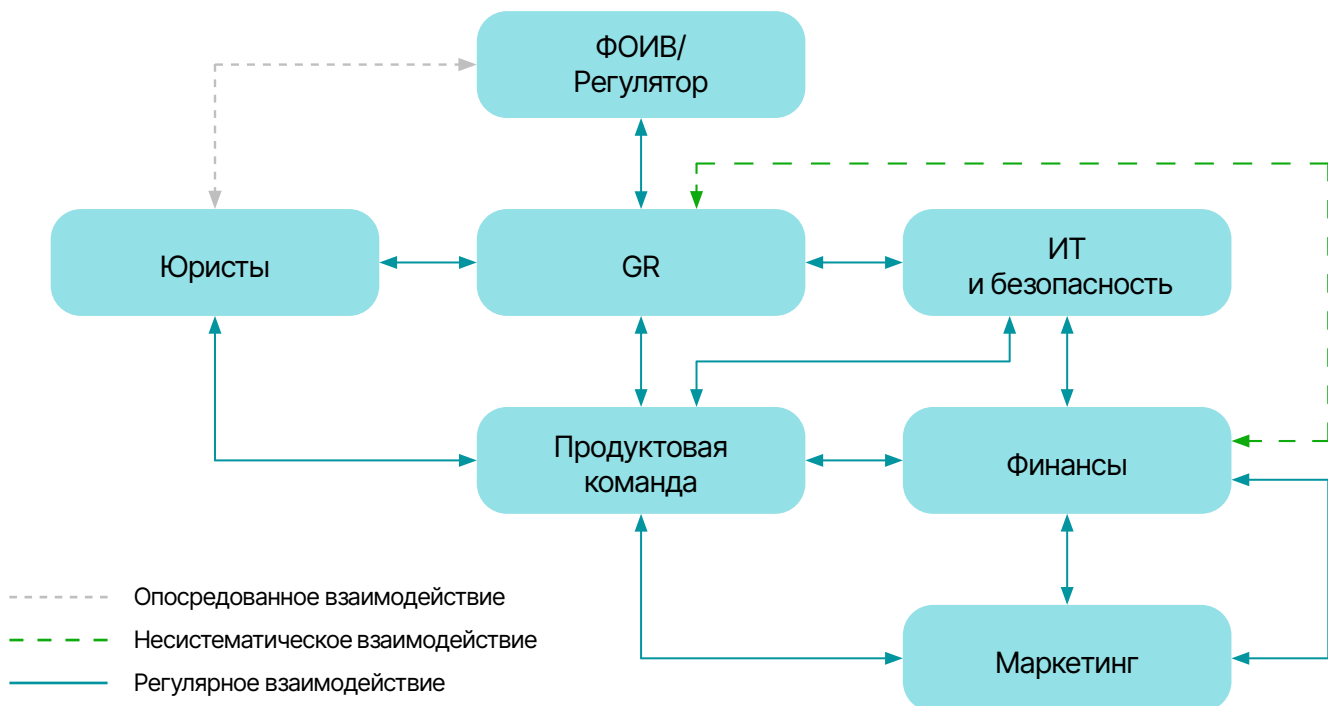 ФОИВ/
Регулятор
Юристы
GR
ИТ
и безопасность
Продуктовая
команда
Финансы
Маркетинг
Опосредованное взаимодействие
Несистематическое взаимодействие
Регулярное взаимодействие